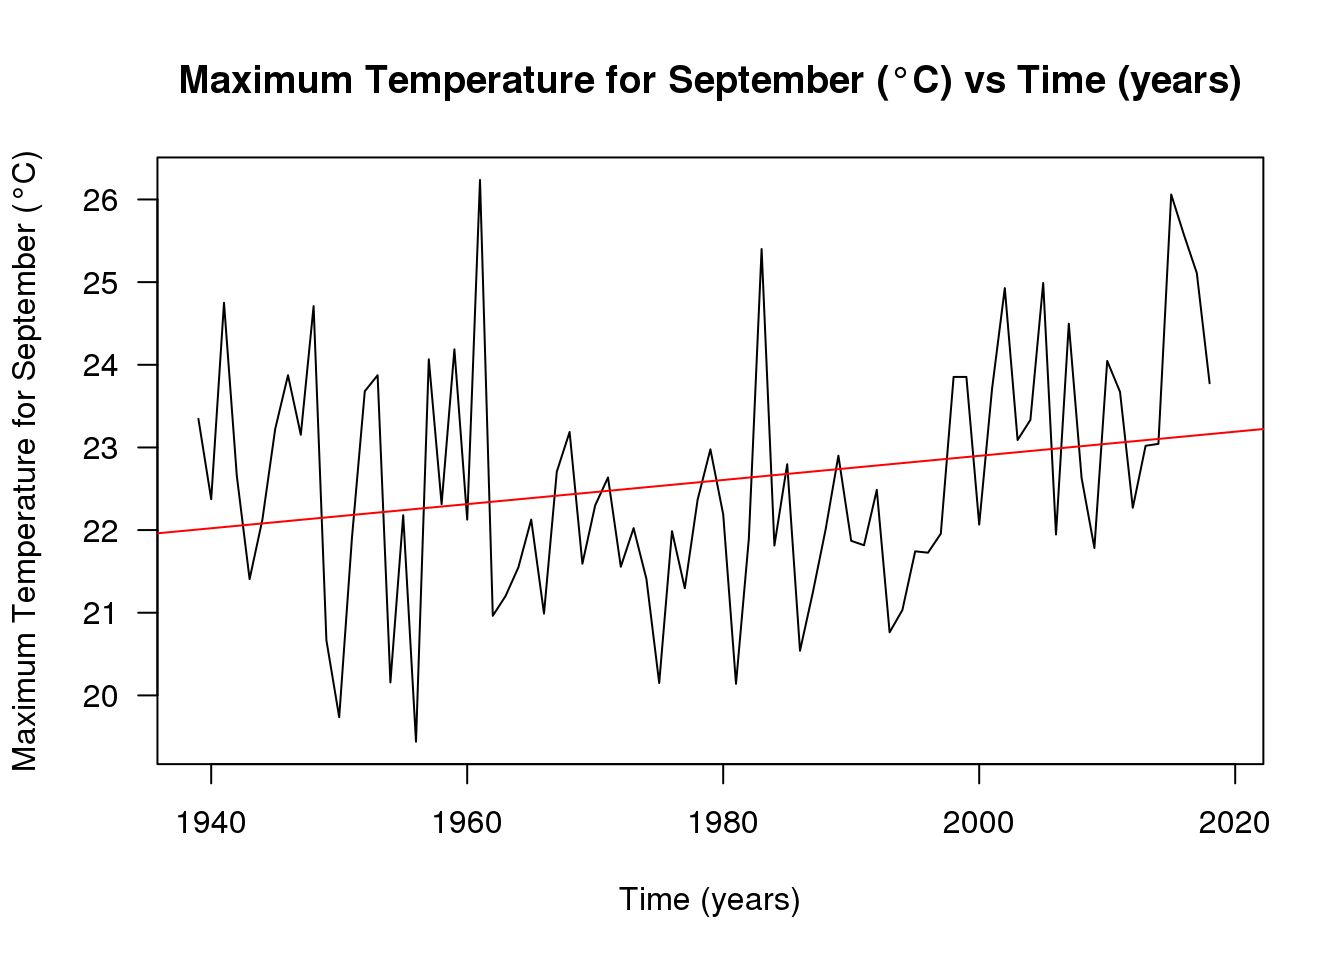 Maximum Temperature for September (°C) vs Time (years)
Maximum Temperature for September (°C)
26
25
24
23
22
21
20
1940 1960 1980 2000 2020
Time (years)